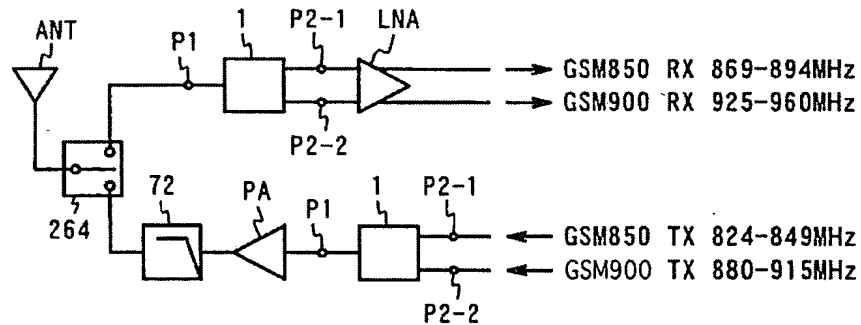 ANT
P1
1
P2-1
LNA
GSM850 RX 869-894MHz
GSM900 RX 925-960MHz
P2-2
264
72
PA
P1
1
P2-1
GSM850 TX 824-849MHz
GSM900 TX 880-915MHz
P2-2